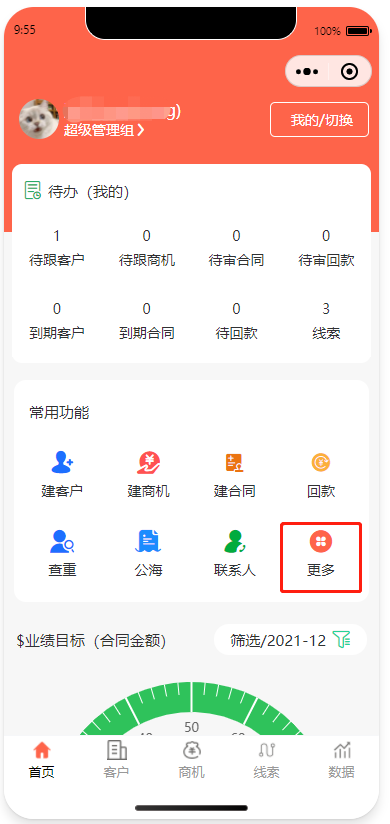 9:55 100%
g)
超级管理组
我的/切换
待办（我的）
1 0 0 0
待跟客户 待跟商机 待审合同 待审回款
0 0 0 3
到期客户 到期合同 待回款 线索
常用功能
建客户 建商机 建合同 回款
查重 公海 联系人 更多
$业绩目标（合同金额） 筛选/2021-12
50
40 60
首页 客户 商机 线索 数据